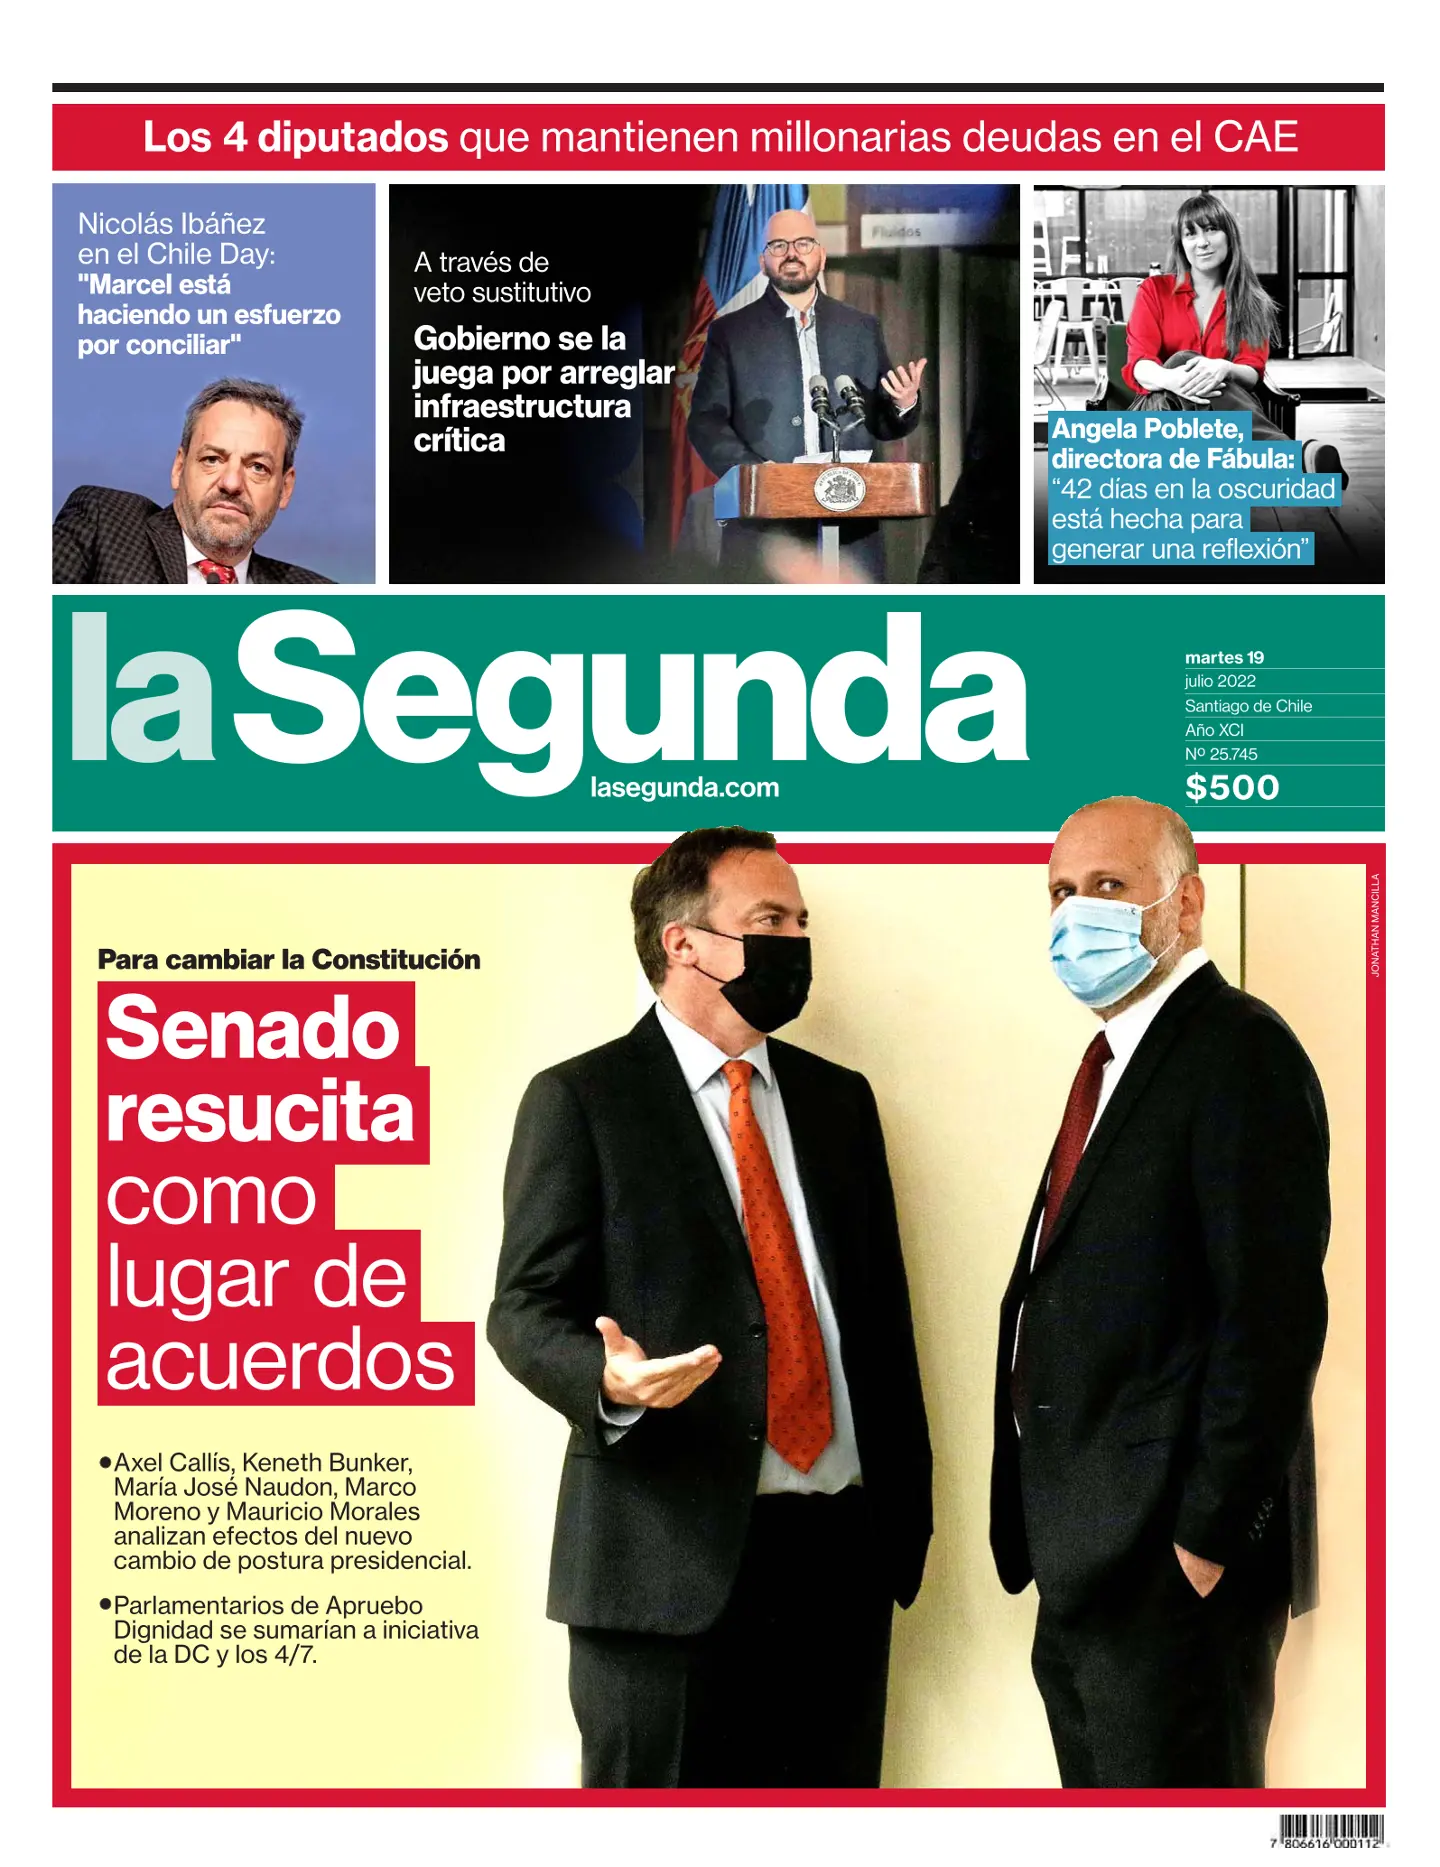 Los 4 diputados que mantienen millonarias deudas en el CAE
Nicolás Ibáñez
en el Chile Day:
"Marcel está
haciendo un esfuerzo
por conciliar"
A través de
veto sustitutivo
Gobierno se la
juega por arreglar
infraestructura
crítica
Fluidos
Angela Poblete,
directora de Fábula:
“42 días en la oscuridad
está hecha para
generar una reflexión”
la Segunda
lasegunda.com
martes 19
julio 2022
Santiago de Chile
Año XCI
Nº 25.745
$500
JONATHAN MANCILLA
Para cambiar la Constitución
Senado
resucita
como
lugar de
acuerdos
●Axel Callís, Keneth Bunker,
María José Naudon, Marco
Moreno y Mauricio Morales
analizan efectos del nuevo
cambio de postura presidencial.
●Parlamentarios de Apruebo
Dignidad se sumarían a iniciativa
de la DC y los 4/7.
7 806616 000112